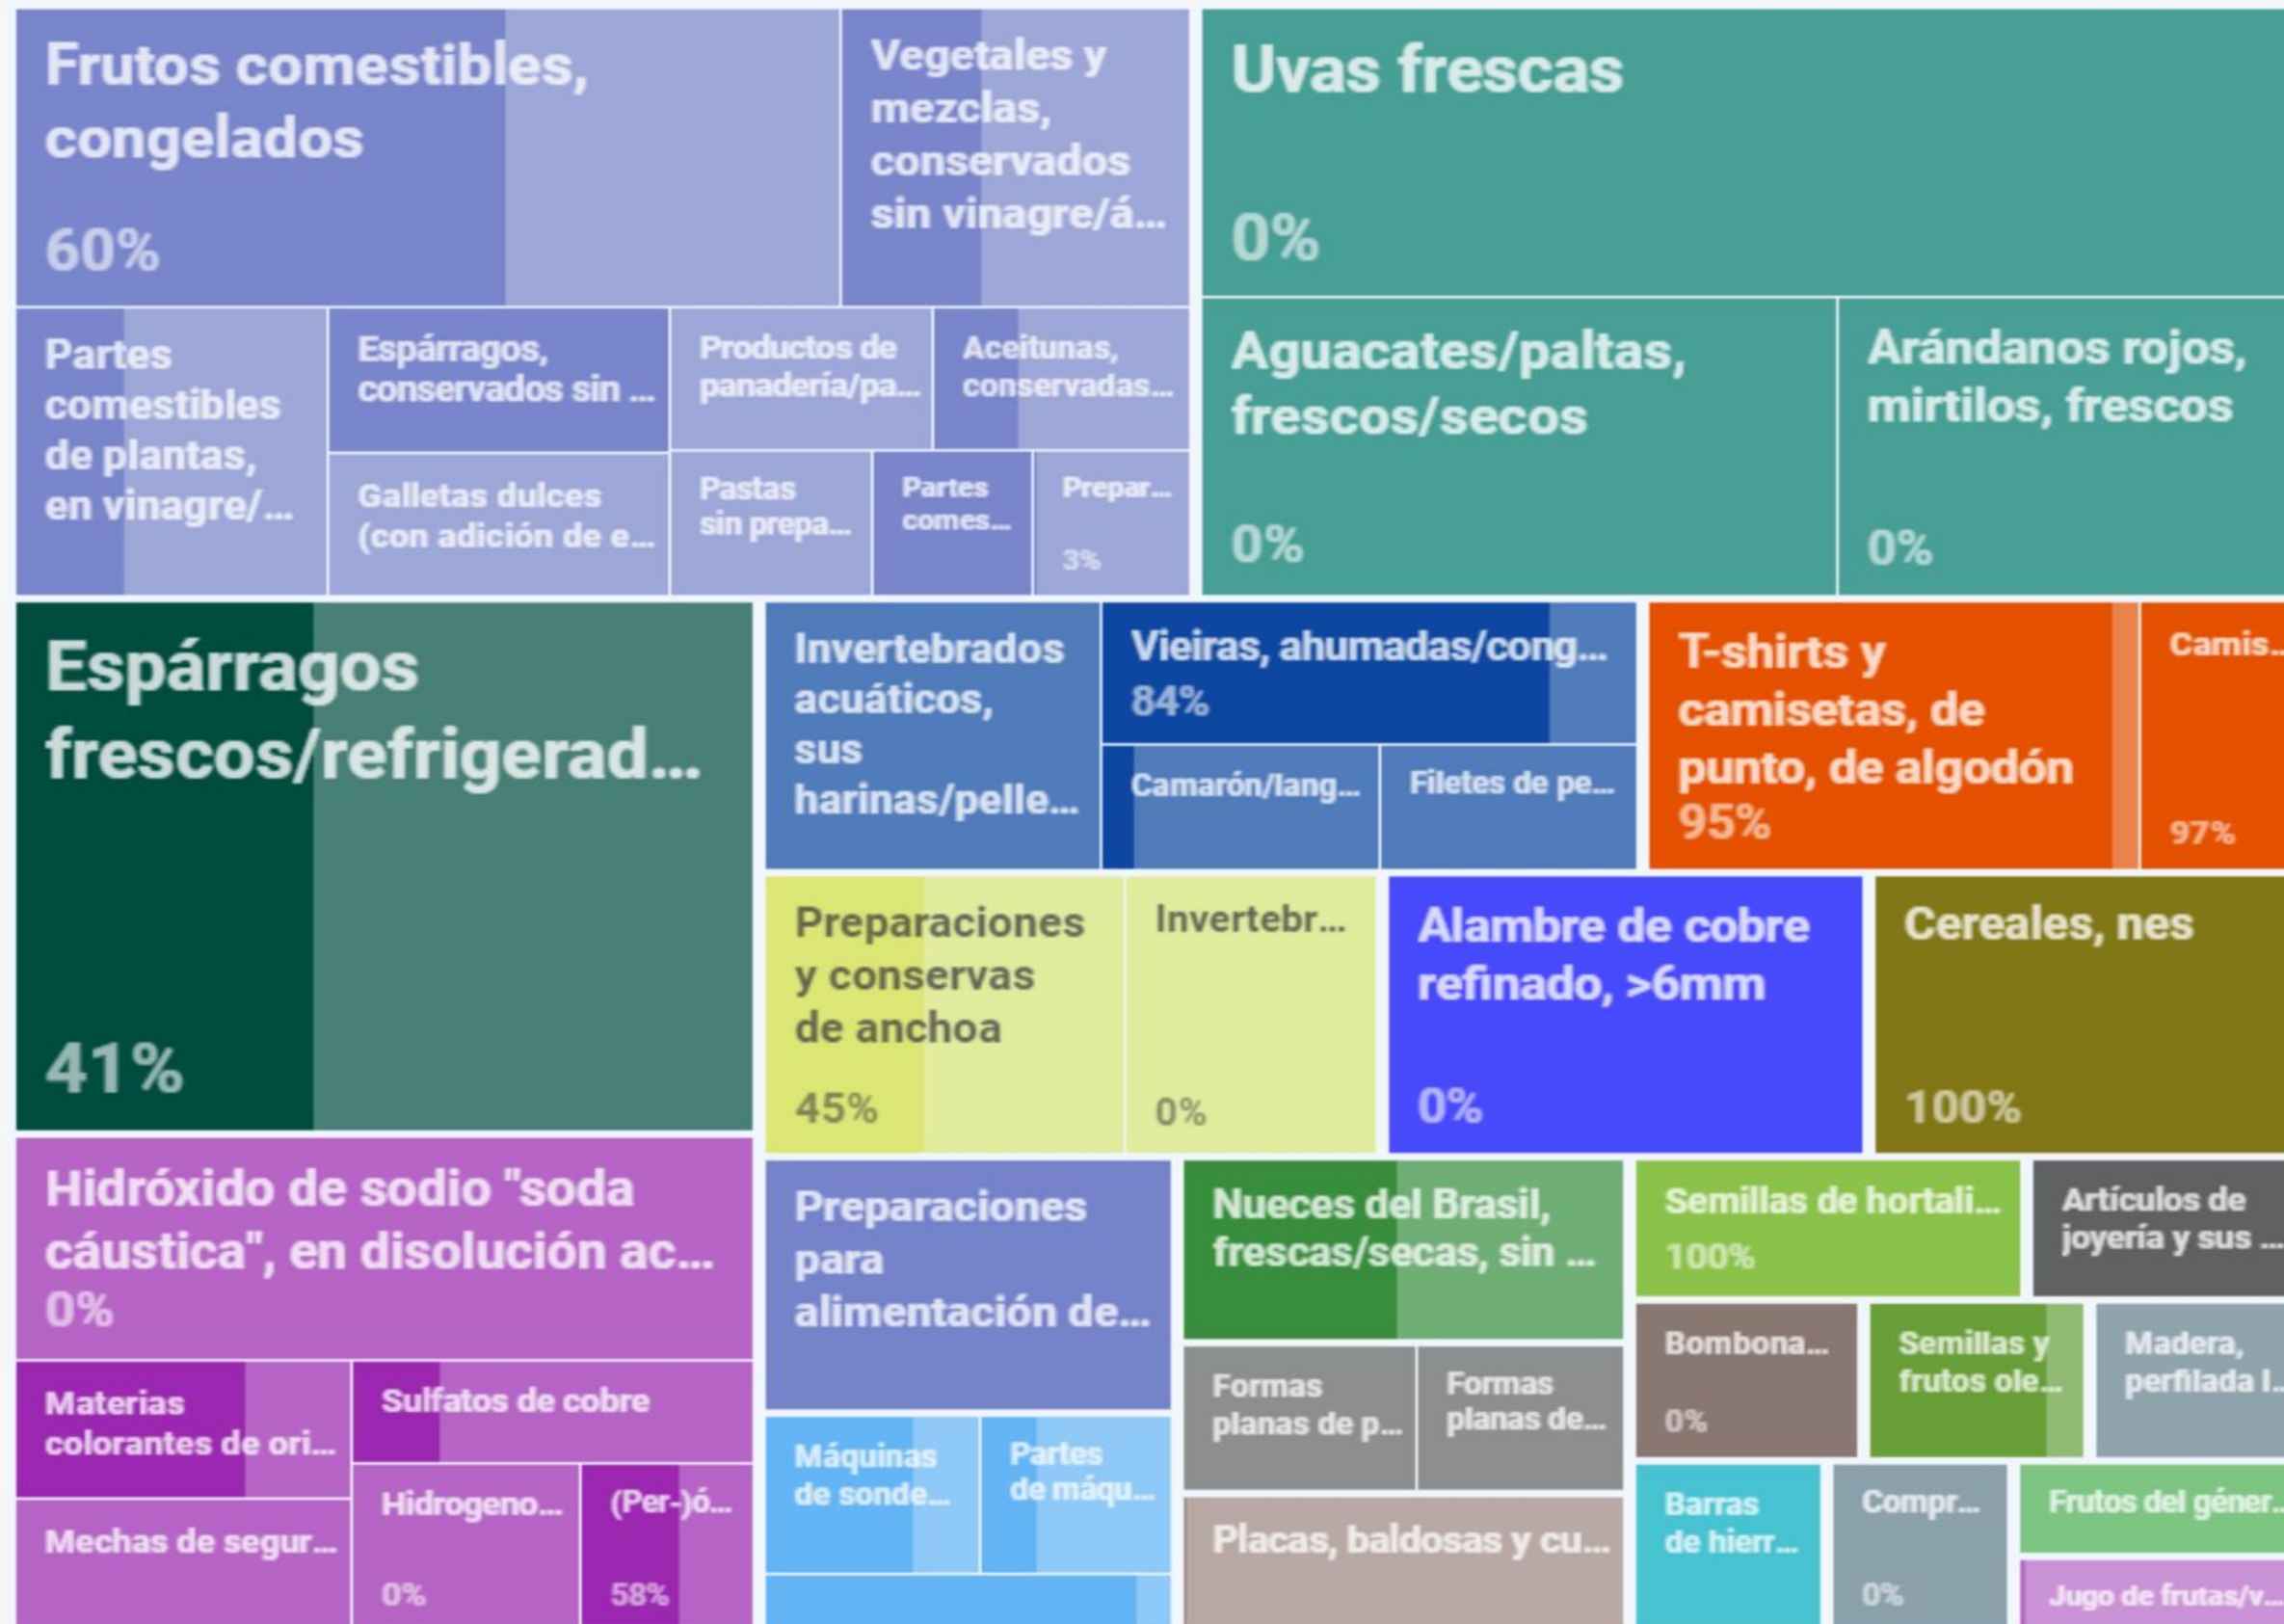 Frutos comestibles,
congelados
60%
Vegetales y
mezclas,
conservados
sin vinagre/á...
Uvas frescas
0%
Partes
comestibles
de plantas,
en vinagre/...
Espárragos,
conservados sin ...
Productos de
panadería/pa...
Aceitunas,
conservadas...
Galletas dulces
(con adición de e...
Pastas
sin prepa...
Partes
comes...
Prepar...
3%
Aguacates/paltas,
frescos/secos
0%
Arándanos rojos,
mirtilos, frescos
0%
Espárragos
frescos/refrigerad...
41%
Invertebrados
acuáticos,
sus
harinas/pelle...
Vieiras, ahumadas/cong...
84%
Camarón/lang...
Filetes de pe...
T-shirts y
camisetas, de
punto, de algodón
95%
Camis...
97%
Preparaciones
y conservas
de anchoa
45%
Invertebr...
0%
Alambre de cobre
refinado, >6mm
0%
Cereales, nes
100%
Hidróxido de sodio "soda
cáustica", en disolución ac...
0%
Materias
colorantes de ori...
Sulfatos de cobre
Mechas de segur...
Hidrogeno...
0%
(Per-)ó...
58%
Preparaciones
para
alimentación de...
Máquinas
de sonde...
Partes
de máqu...
Nueces del Brasil,
frescas/secas, sin ...
Formas
planas de p...
Formas
planas de...
Placas, baldosas y cu...
Semillas de hortali...
100%
Artículos de
joyería y sus ...
Bombona...
0%
Semillas y
frutos ole...
Madera,
perfilada l...
Barras
de hierr...
Compr...
0%
Frutos del géner...
Jugo de frutas/v...